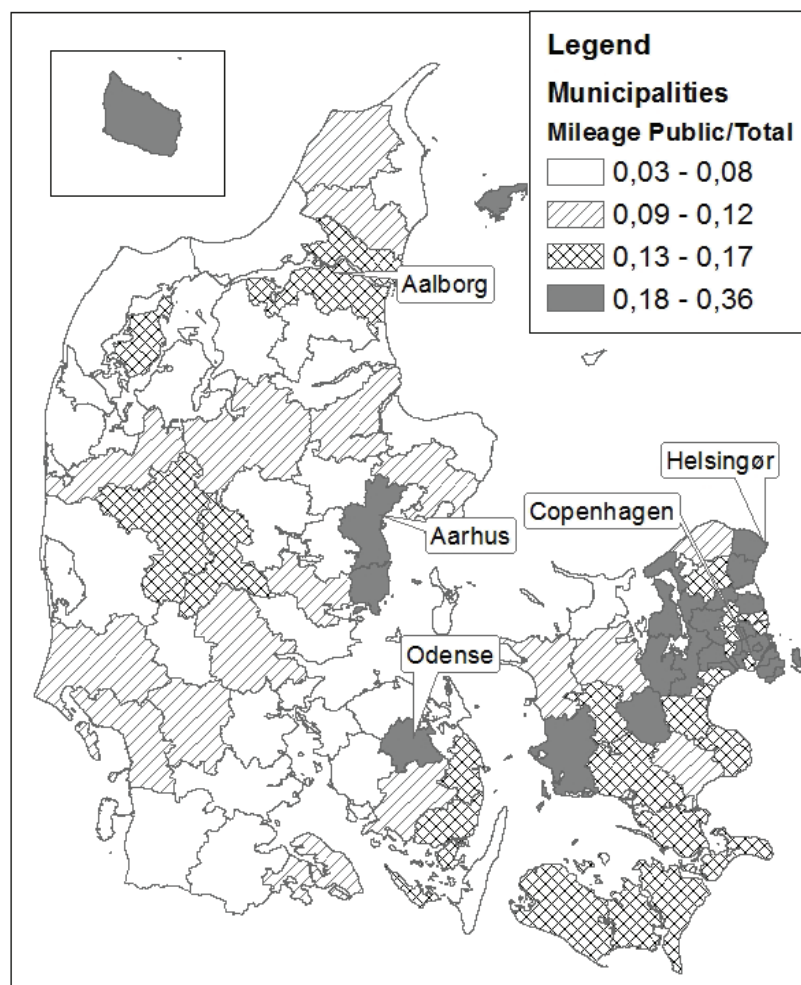 Legend
Municipalities
Mileage Public/Total
0,03 - 0,08
0,09 - 0,12
0,13 - 0,17
0,18 - 0,36
Aalborg
Helsingør
Copenhagen
Aarhus
Odense